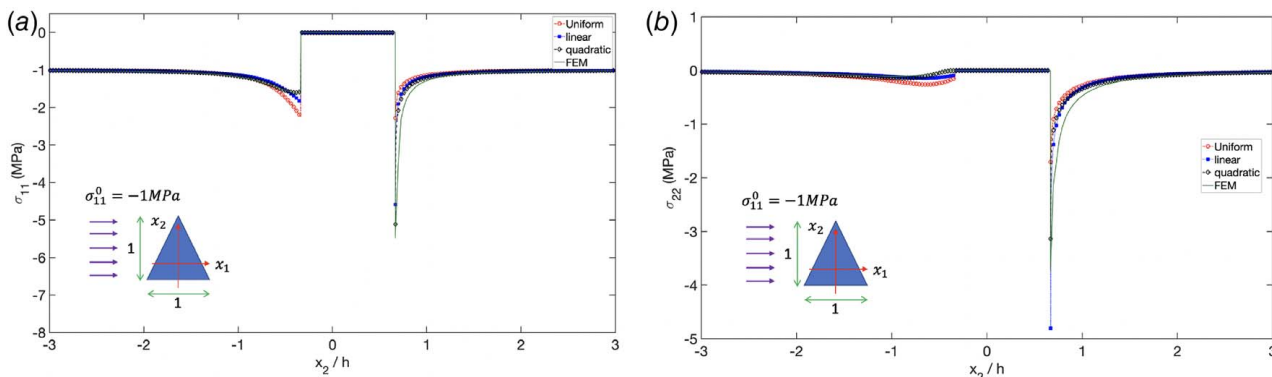 (a)
0
-1
-2
-3
-4
-5
-6
-7
-8
σ11 (MPa)
Uniform
linear
quadratic
FEM
σ⁰11 = −1MPa
x2
1
x1
1
-3 -2 -1 0 1 2 3
x2 / h
(b)
1
0
-1
-2
-3
-4
-5
σ22 (MPa)
Uniform
linear
quadratic
FEM
σ⁰11 = −1MPa
x2
1
x1
1
-3 -2 -1 0 1 2 3
x2 / h